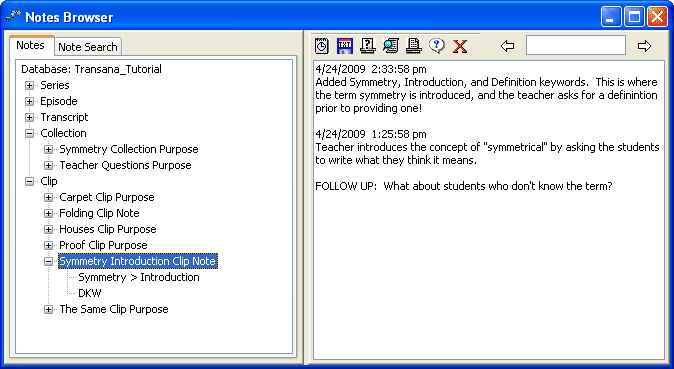 Notes Browser
Notes
Note Search
Database: Transana_Tutorial
Series
Episode
Transcript
Collection
Symmetry Collection Purpose
Teacher Questions Purpose
Clip
Carpet Clip Purpose
Folding Clip Note
Houses Clip Purpose
Proof Clip Purpose
Symmetry Introduction Clip Note
Symmetry > Introduction
DKW
The Same Clip Purpose
4/24/2009  2:33:58 pm
Added Symmetry, Introduction, and Definition keywords.  This is where
the term symmetry is introduced, and the teacher asks for a definintion
prior to providing one!
4/24/2009  1:25:58 pm
Teacher introduces the concept of "symmetrical" by asking the students
to write what they think it means.
FOLLOW UP:  What about students who don't know the term?